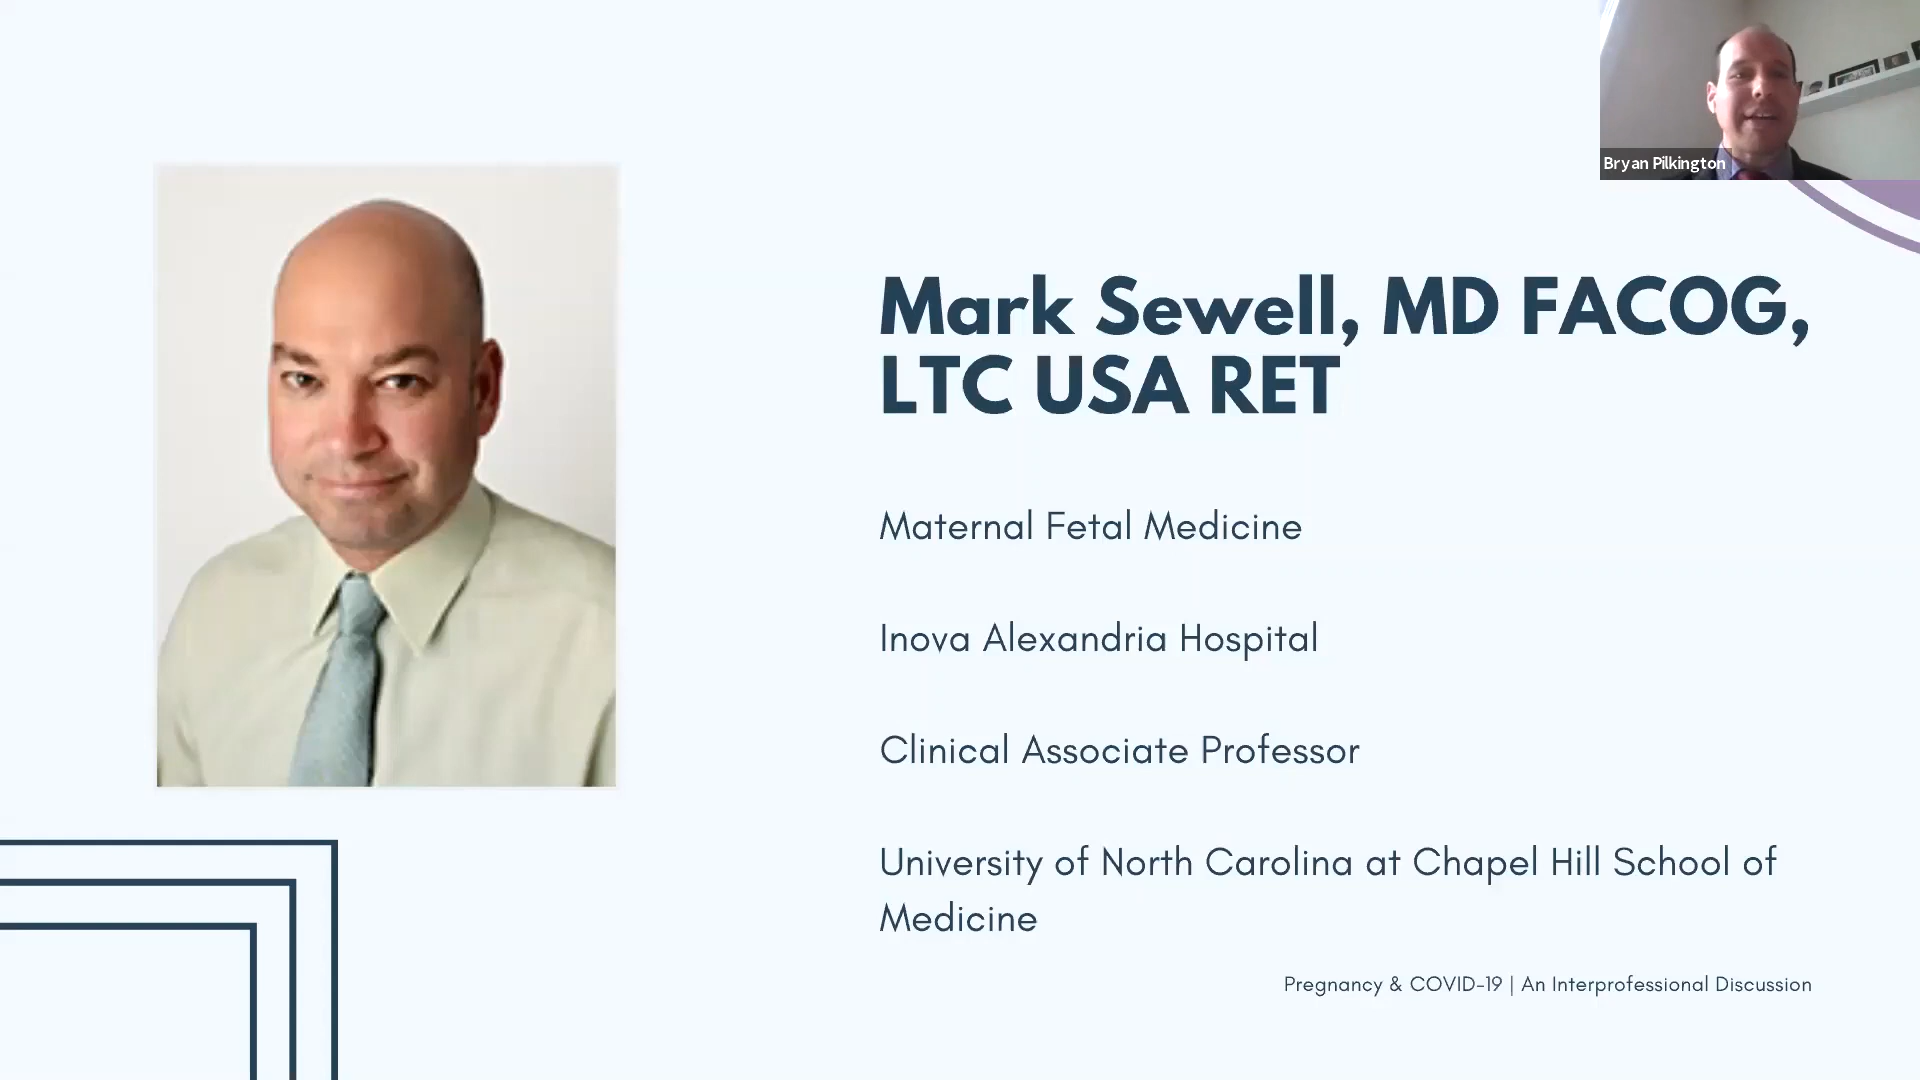 Bryan Pilkington
Mark Sewell, MD FACOG,
LTC USA RET
Maternal Fetal Medicine
Inova Alexandria Hospital
Clinical Associate Professor
University of North Carolina at Chapel Hill School of
Medicine
Pregnancy & COVID-19 | An Interprofessional Discussion